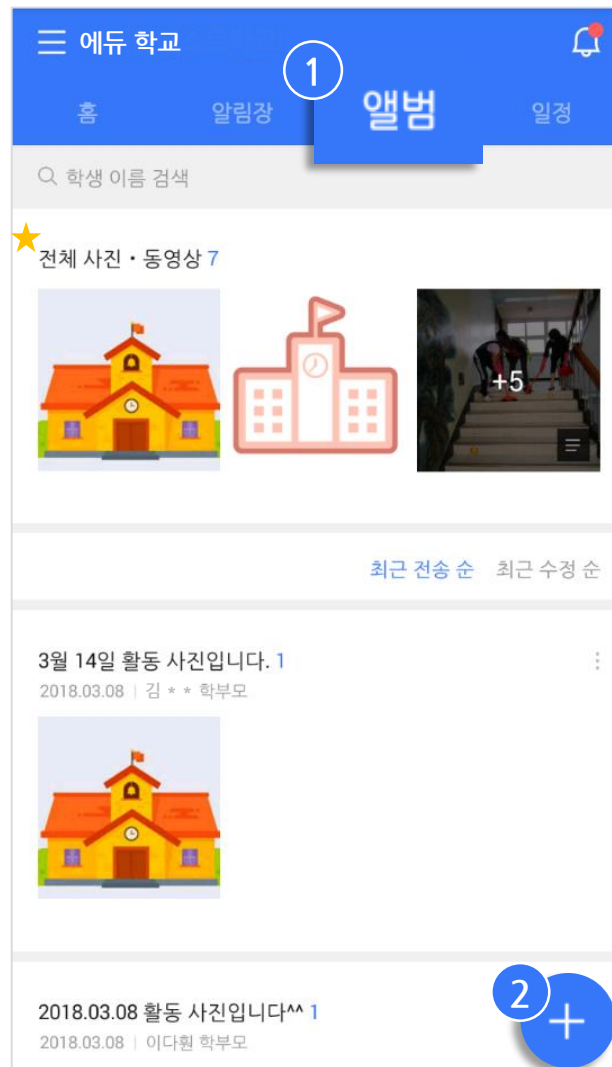 에듀 학교
1
홈 알림장 앨범 일정
학생 이름 검색
전체 사진 • 동영상 7
+5
최근 전송 순 최근 수정 순
3월 14일 활동 사진입니다. 1
2018.03.08 | 김 * * 학부모
2
2018.03.08 활동 사진입니다^^ 1
2018.03.08 | 이다훤 학부모